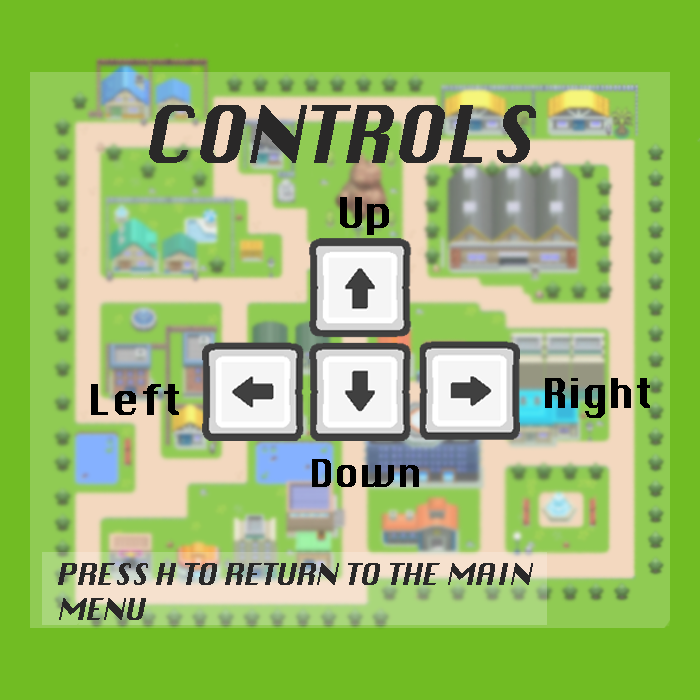 CONTROLS
Up
Left
Right
Down
PRESS H TO RETURN TO THE MAIN
MENU